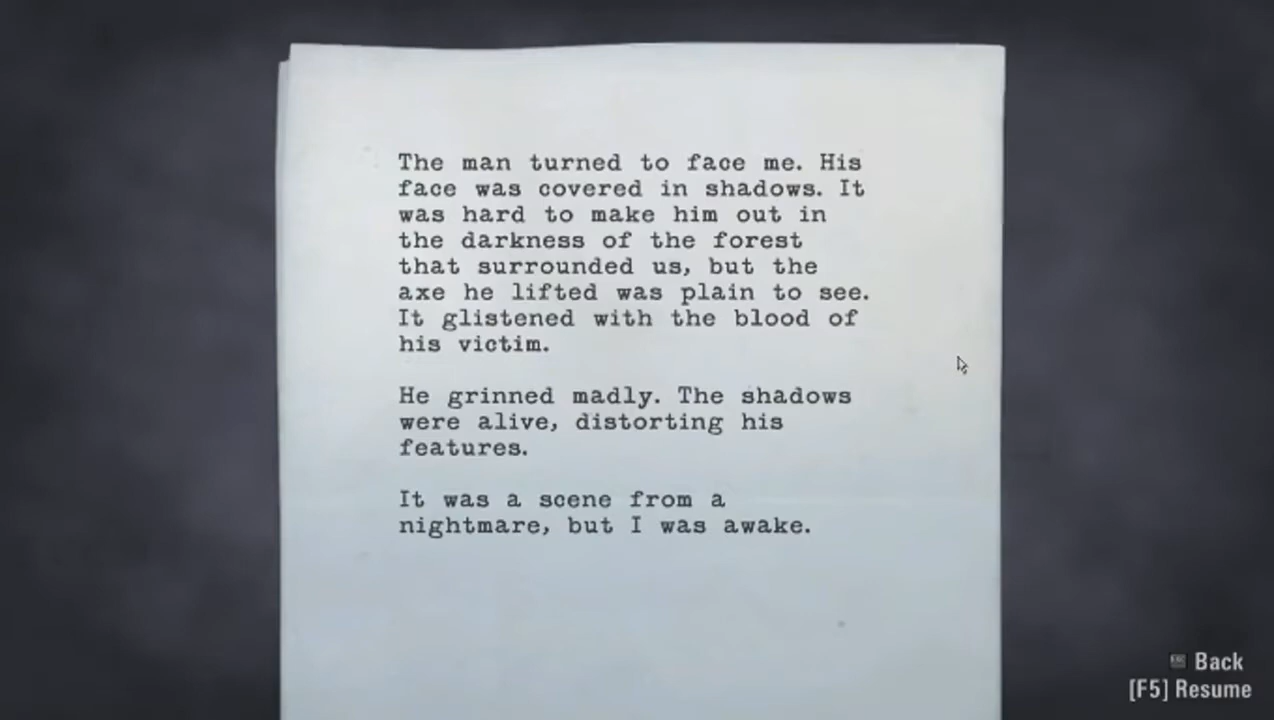 The man turned to face me. His
face was covered in shadows. It
was hard to make him out in
the darkness of the forest
that surrounded us, but the
axe he lifted was plain to see.
It glistened with the blood of
his victim.
He grinned madly. The shadows
were alive, distorting his
features.
It was a scene from a
nightmare, but I was awake.
Back
[F5] Resume